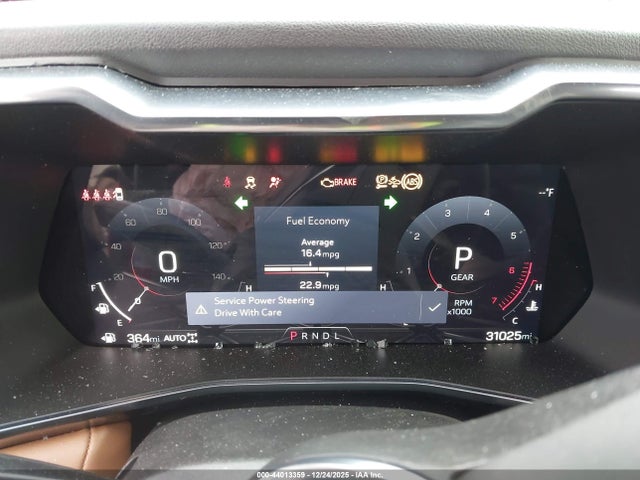 BRAKE
ABS
--°F
Fuel Economy
Average
16.4mpg
22.9mpg
20 40 60 80 100 120 140
0
MPH
1 2 3 4 5 6 7
P
GEAR
RPM
x1000
F
E
H
H
H
C
Service Power Steering
Drive With Care
364mi
AUTO
P R N D L
31025mi
000-44013359 - 12/24/2025 - IAA Inc.